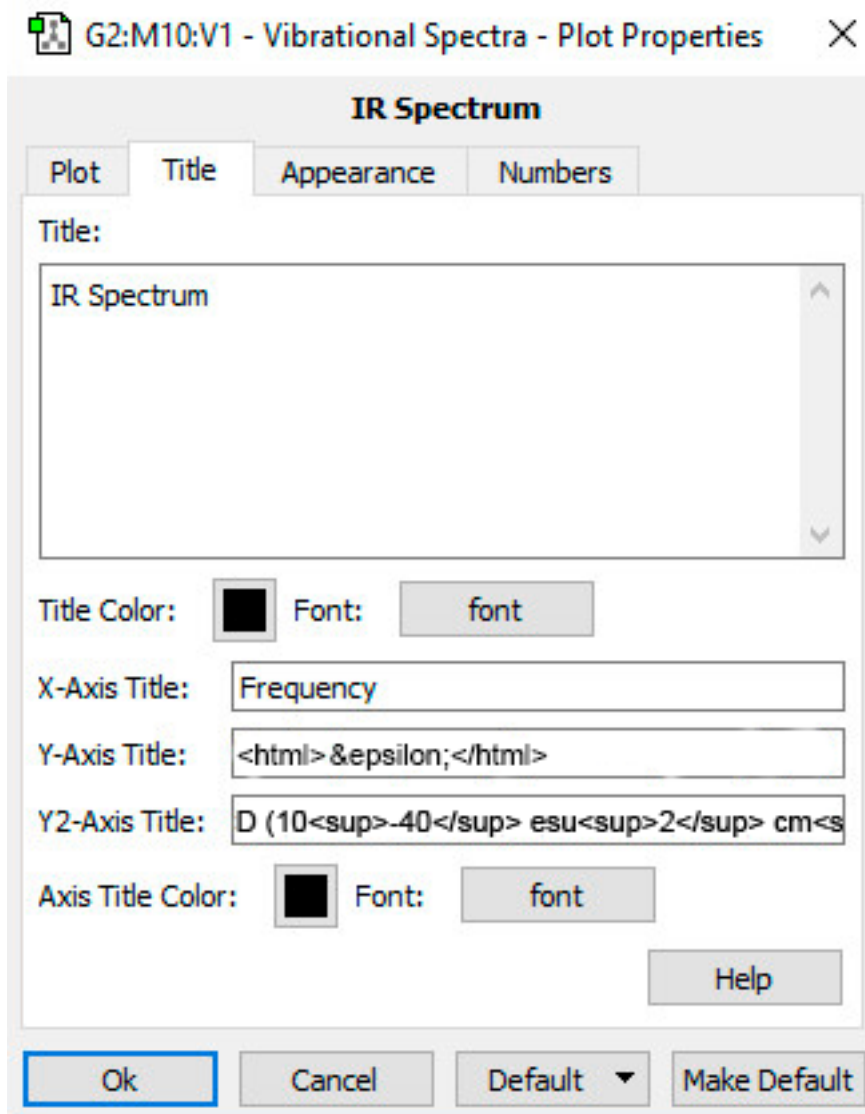 G2:M10:V1 - Vibrational Spectra - Plot Properties
IR Spectrum
Plot Title Appearance Numbers
Title:
IR Spectrum
Title Color: Font: font
X-Axis Title: Frequency
Y-Axis Title: <html>&epsilon;</html>
Y2-Axis Title: D (10<sup>-40</sup> esu<sup>2</sup> cm<s
Axis Title Color: Font: font
Help
Ok Cancel Default Make Default